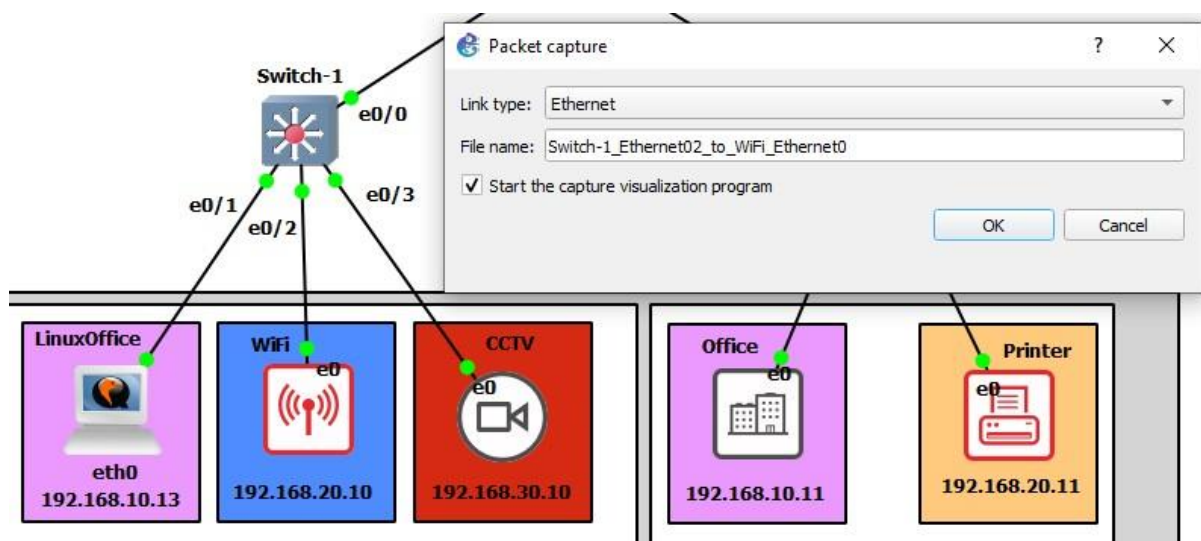 Packet capture
?
Link type:
Ethernet
File name:
Switch-1_Ethernet02_to_WiFi_Ethernet0
Start the capture visualization program
OK
Cancel
Switch-1
e0/0
e0/1
e0/2
e0/3
LinuxOffice
eth0
192.168.10.13
WiFi
e0
192.168.20.10
CCTV
e0
192.168.30.10
Office
e0
192.168.10.11
Printer
e0
192.168.20.11